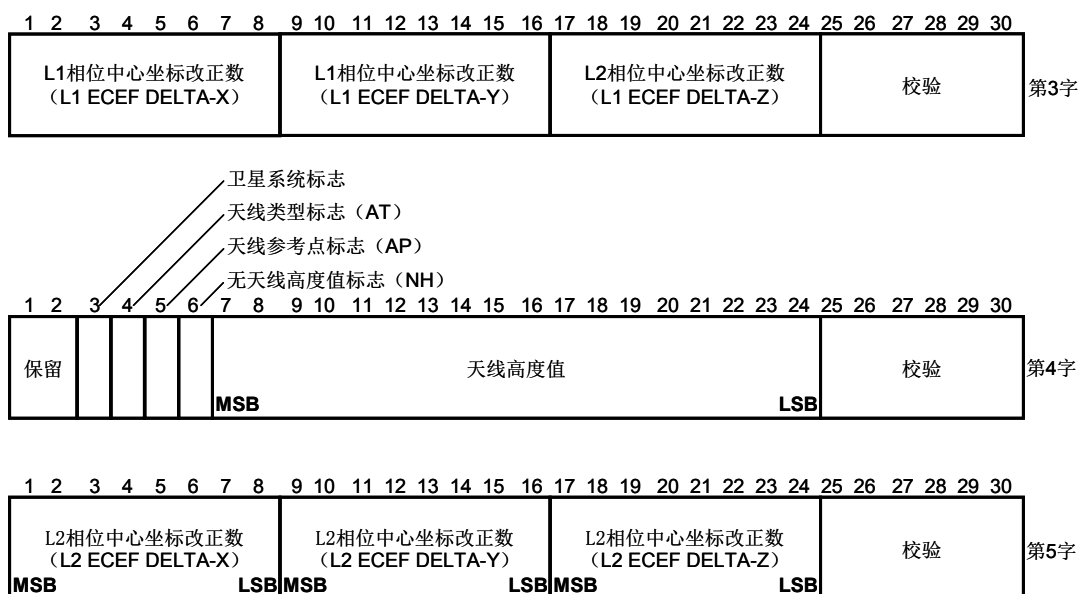 1 2 3 4 5 6 7 8 9 10 11 12 13 14 15 16 17 18 19 20 21 22 23 24 25 26 27 28 29 30
L1相位中心坐标改正数
（L1 ECEF DELTA-X）
L1相位中心坐标改正数
（L1 ECEF DELTA-Y）
L2相位中心坐标改正数
（L1 ECEF DELTA-Z）
校验
第3字
卫星系统标志
天线类型标志（AT）
天线参考点标志（AP）
无天线高度值标志（NH）
1 2 3 4 5 6 7 8 9 10 11 12 13 14 15 16 17 18 19 20 21 22 23 24 25 26 27 28 29 30
保留
天线高度值
校验
第4字
MSB LSB
1 2 3 4 5 6 7 8 9 10 11 12 13 14 15 16 17 18 19 20 21 22 23 24 25 26 27 28 29 30
L2相位中心坐标改正数
（L2 ECEF DELTA-X）
L2相位中心坐标改正数
（L2 ECEF DELTA-Y）
L2相位中心坐标改正数
（L2 ECEF DELTA-Z）
校验
第5字
MSB LSB MSB LSB MSB LSB